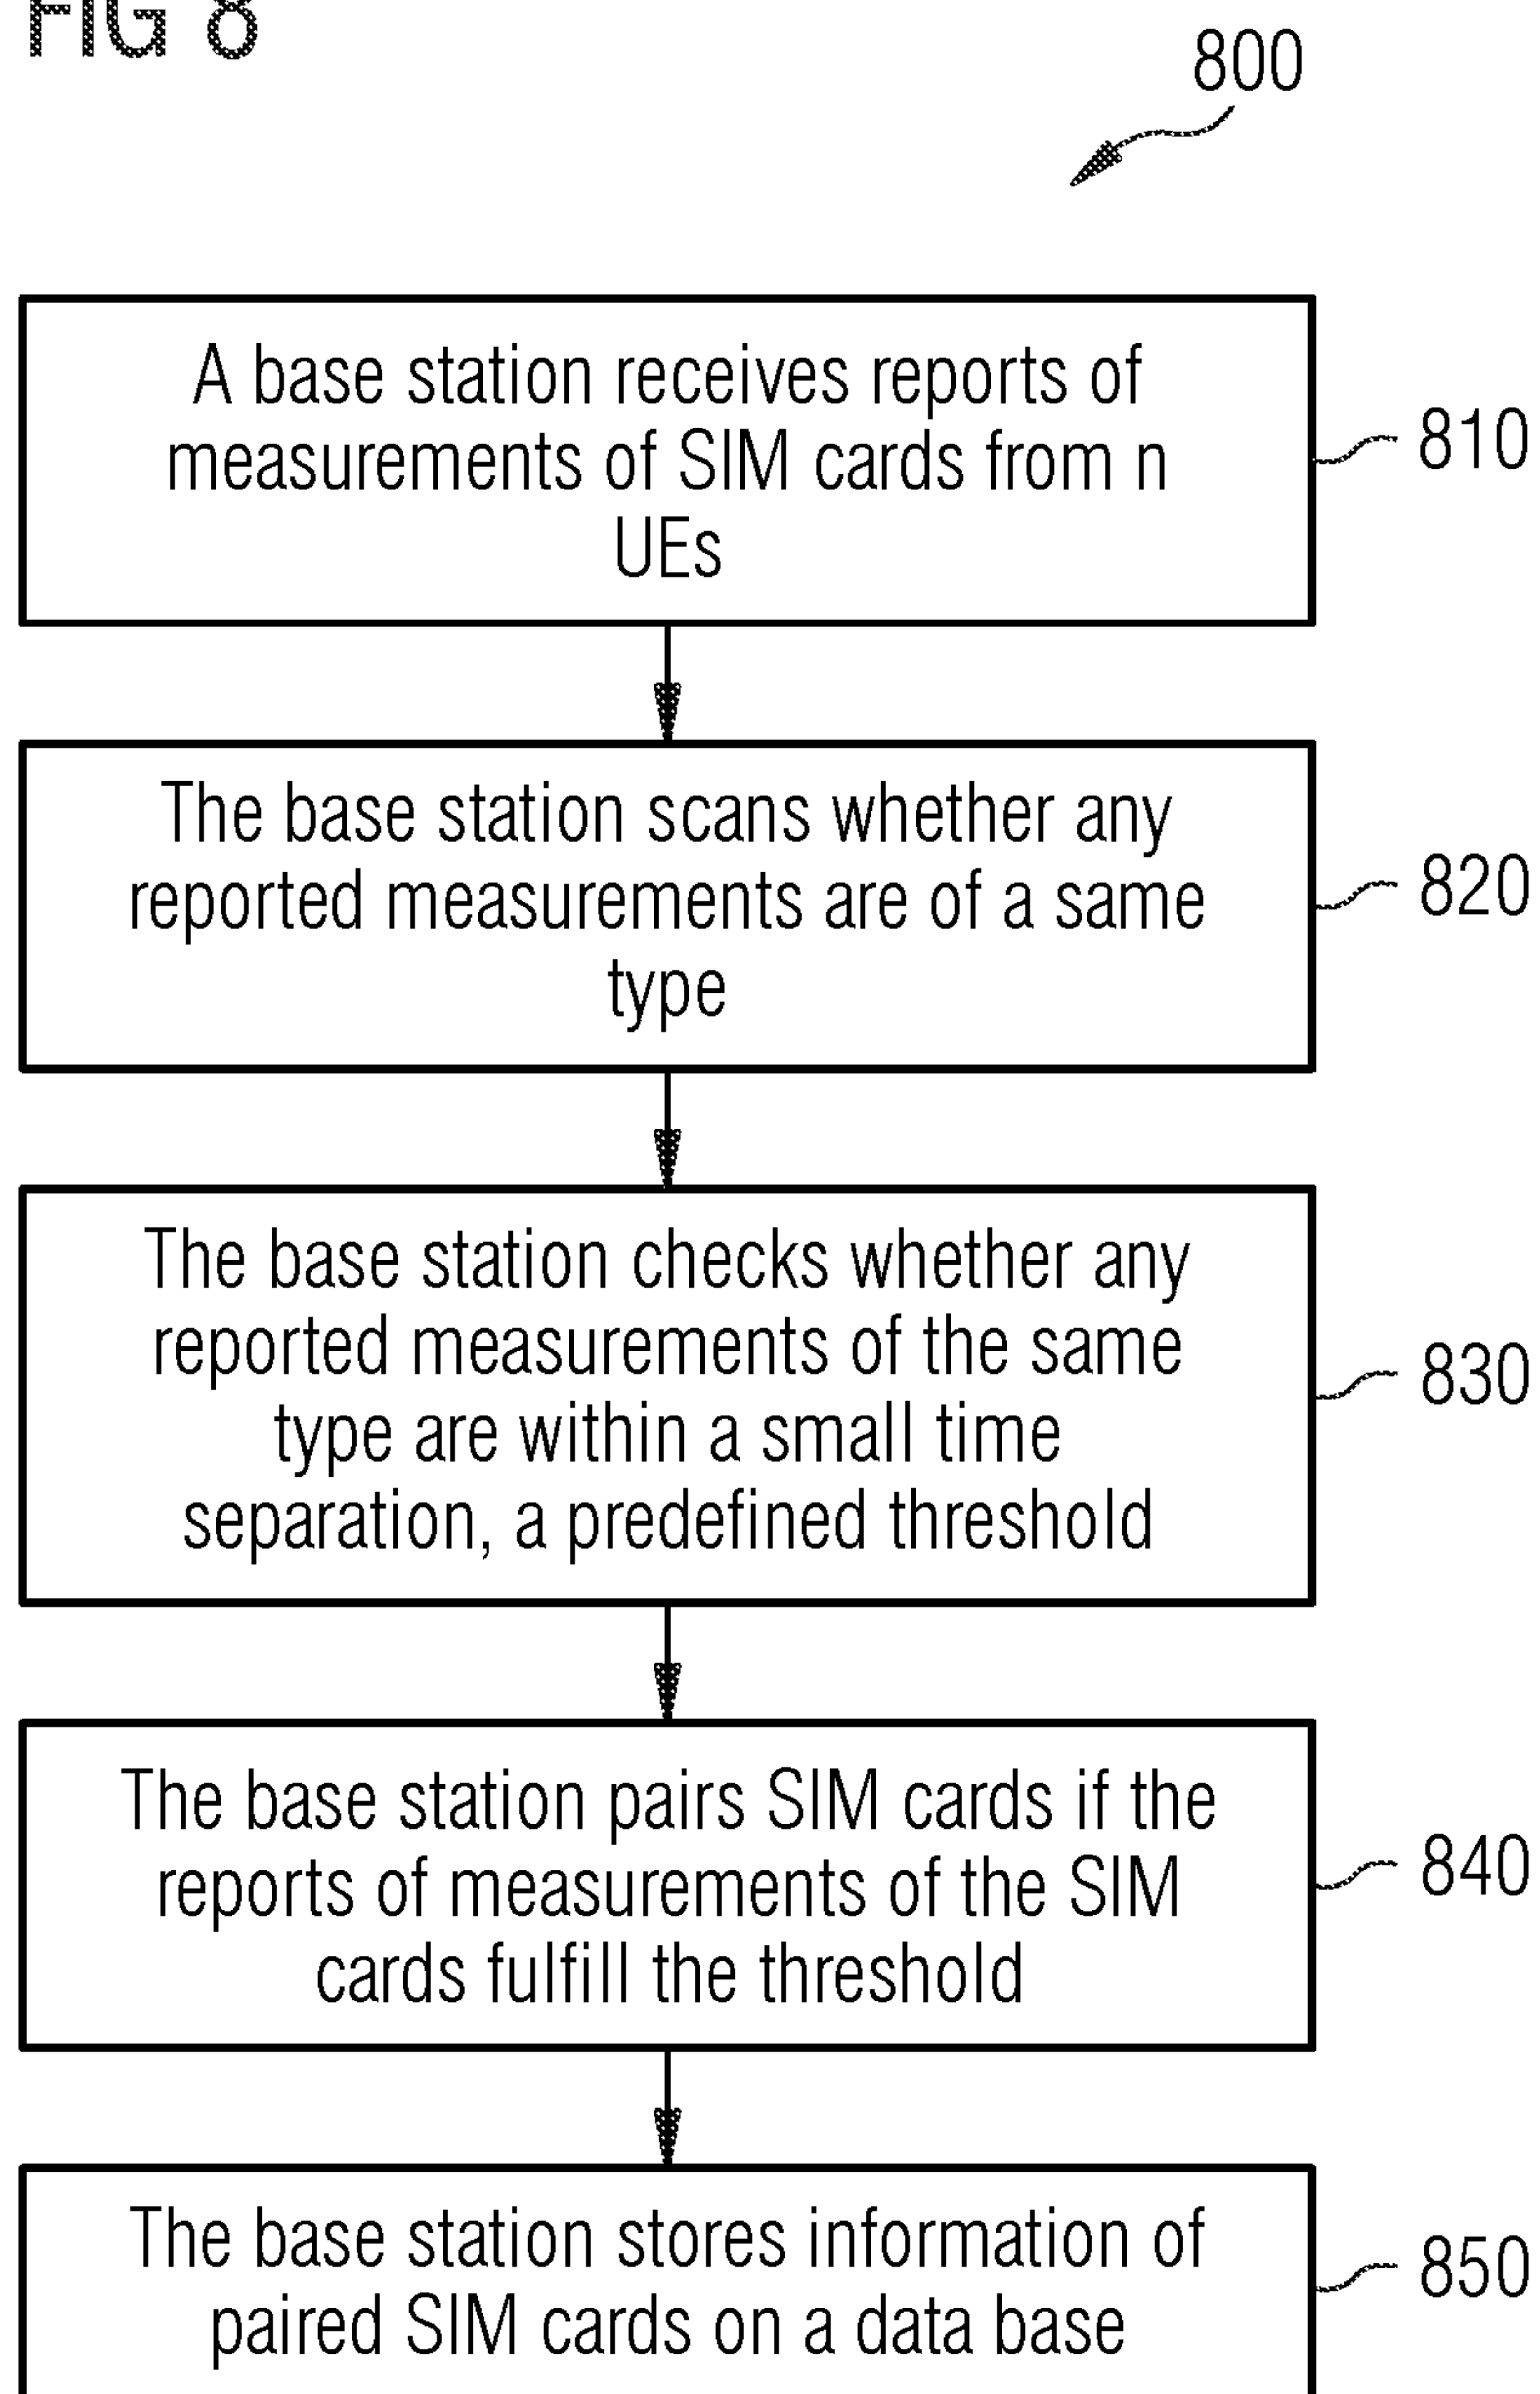 FIG 8
800
A base station receives reports of
measurements of SIM cards from n
UEs
810
The base station scans whether any
reported measurements are of a same
type
820
The base station checks whether any
reported measurements of the same
type are within a small time
separation, a predefined threshold
830
The base station pairs SIM cards if the
reports of measurements of the SIM
cards fulfill the threshold
840
The base station stores information of
paired SIM cards on a data base
850